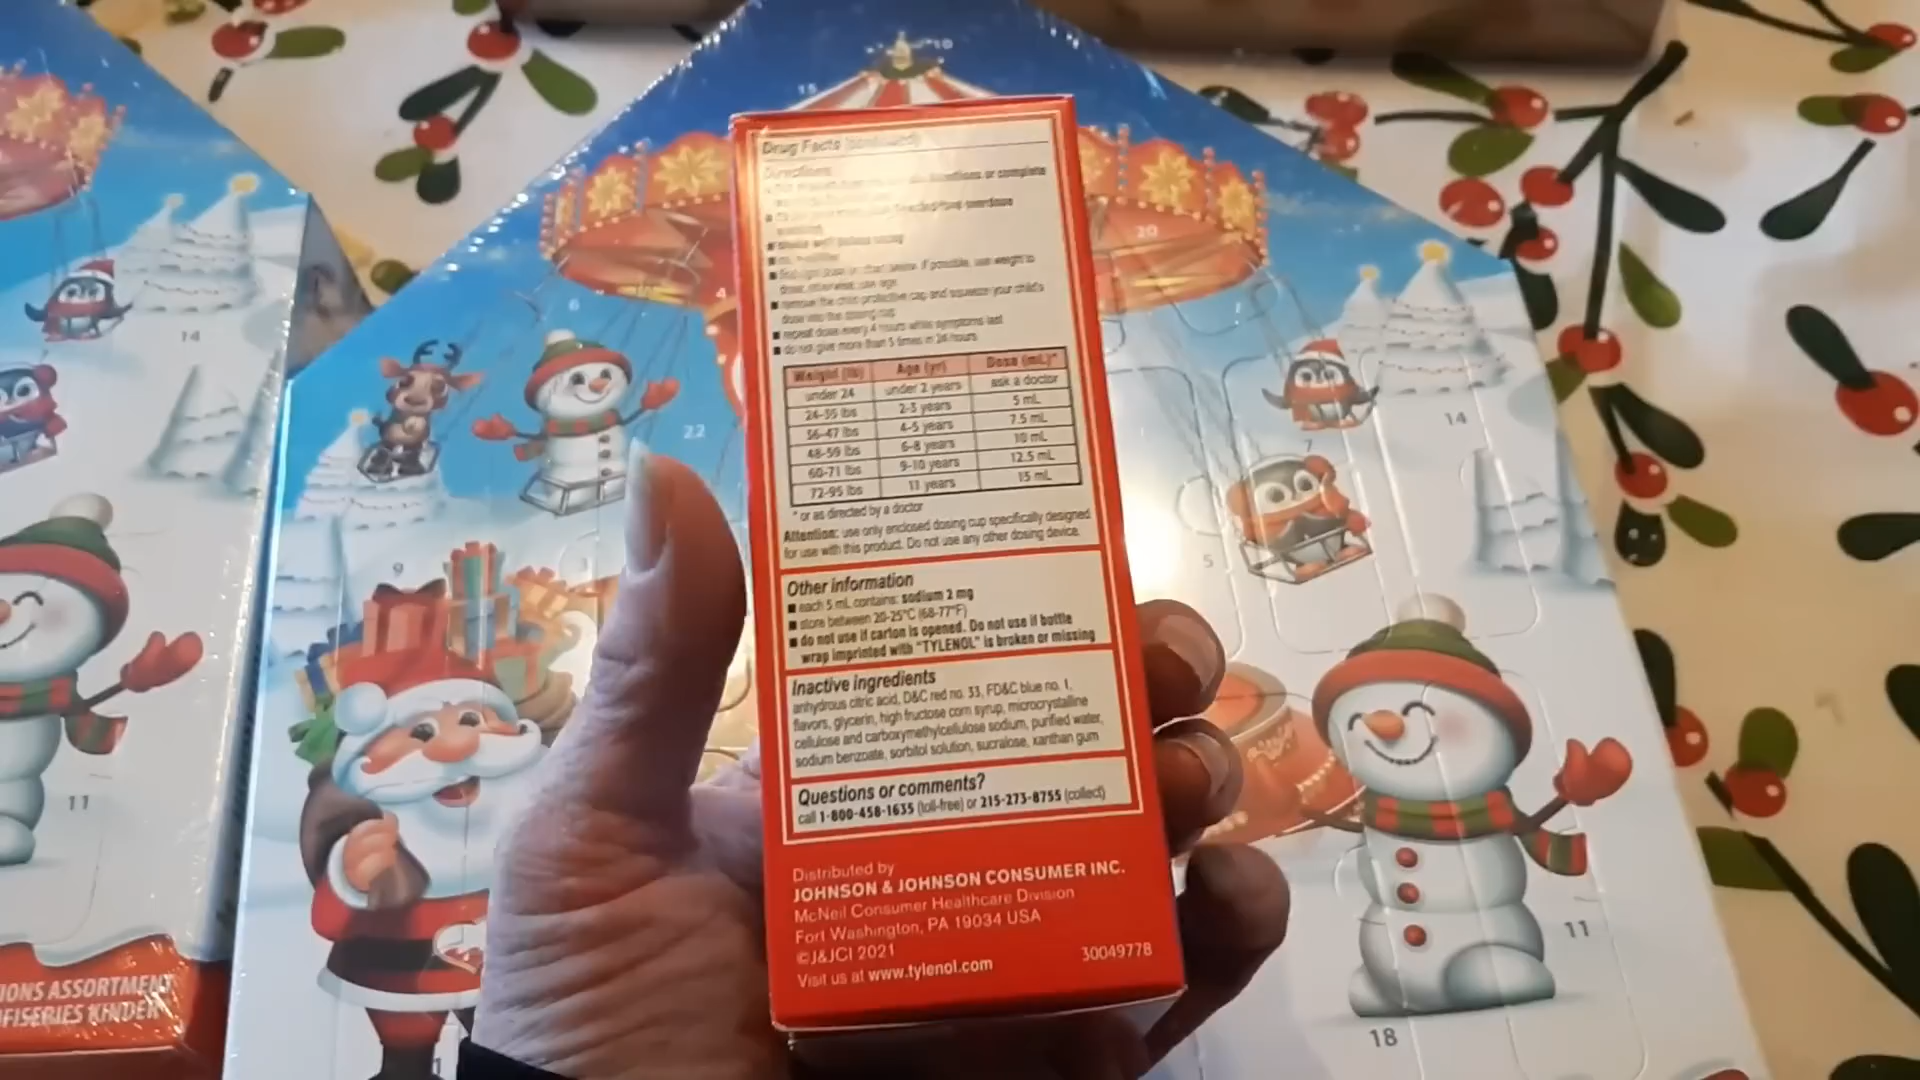 Drug Facts (continued)
Directions
directions or complete
■ shake well before using
■ find right dose on chart below. If possible, use weight to
dose; otherwise, use age
■ remove the child protective cap and squeeze your child's
dose into the dosing cup
■ repeat dose every 4 hours while symptoms last
■ do not give more than 5 times in 24 hours
Weight (lb) Age (yr) Dose (mL)*
under 24 under 2 years ask a doctor
24-35 lbs 2-3 years 5 mL
36-47 lbs 4-5 years 7.5 mL
48-59 lbs 6-8 years 10 mL
60-71 lbs 9-10 years 12.5 mL
72-95 lbs 11 years 15 mL
* or as directed by a doctor
Attention: use only enclosed dosing cup specifically designed
for use with this product. Do not use any other dosing device.
Other information
■ each 5 mL contains: sodium 2 mg
■ store between 20-25°C (68-77°F)
■ do not use if carton is opened. Do not use if bottle
wrap imprinted with "TYLENOL" is broken or missing
Inactive ingredients
anhydrous citric acid, D&C red no. 33, FD&C blue no. 1,
flavors, glycerin, high fructose corn syrup, microcrystalline
cellulose and carboxymethylcellulose sodium, purified water,
sodium benzoate, sorbitol solution, sucralose, xanthan gum
Questions or comments?
call 1-800-458-1635 (toll-free) or 215-273-8755 (collect)
Distributed by
JOHNSON & JOHNSON CONSUMER INC.
McNeil Consumer Healthcare Division
Fort Washington, PA 19034 USA
©J&JCI 2021
Visit us at www.tylenol.com
30049778
15
20
4
6
14
22
14
7
9
5
11
11
18
IONS ASSORTMENT
FISERIES KINDER